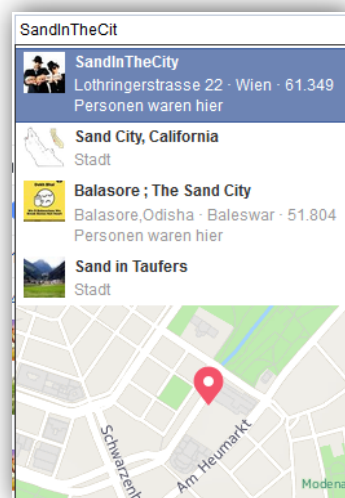 SandInTheCit
SandInTheCity
Lothringerstrasse 22 · Wien · 61.349
Personen waren hier
Sand City, California
Stadt
Balasore ; The Sand City
Balasore,Odisha · Baleswar · 51.804
Personen waren hier
Sand in Taufers
Stadt
Schwarzenb
Am Heumarkt
Modena